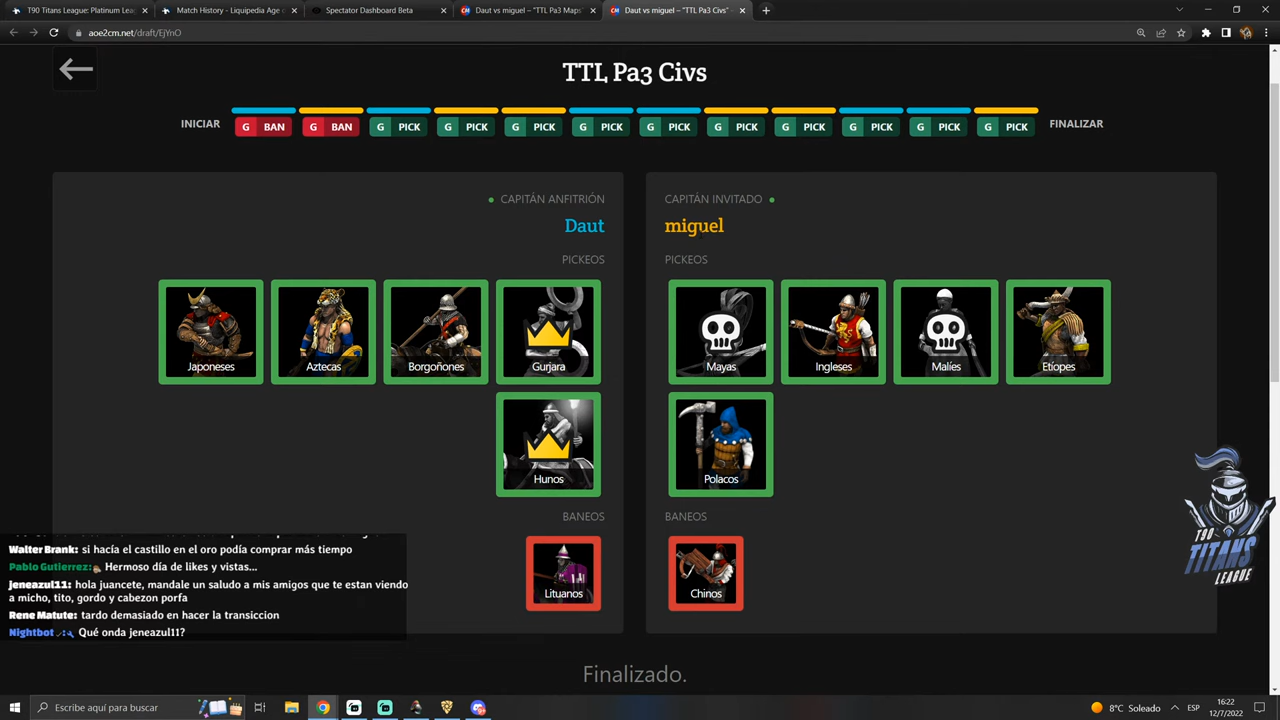 T90 Titans League: Platinum Leag
Match History - Liquipedia Age o
Spectator Dashboard Beta
Daut vs miguel – "TTL Pa3 Maps"
Daut vs miguel – "TTL Pa3 Civs" –
aoe2cm.net/draft/EjYnO
TTL Pa3 Civs
INICIAR
G BAN
G BAN
G PICK
G PICK
G PICK
G PICK
G PICK
G PICK
G PICK
G PICK
G PICK
G PICK
FINALIZAR
CAPITÁN ANFITRIÓN
Daut
PICKEOS
Japoneses
Aztecas
Borgoñones
Gurjara
Hunos
BANEOS
Lituanos
CAPITÁN INVITADO
miguel
PICKEOS
Mayas
Ingleses
Malíes
Etíopes
Polacos
BANEOS
Chinos
T90
TITANS
LEAGUE
Walter Brank: si hacía el castillo en el oro podía comprar más tiempo
Pablo Gutierrez: Hermoso día de likes y vistas...
jeneazul11: hola juancete, mandale un saludo a mis amigos que te estan viendo
a micho, tito, gordo y cabezon porfa
Rene Matute: tardo demasiado en hacer la transiccion
Nightbot: Qué onda jeneazul11?
Finalizado.
Escribe aquí para buscar
8°C Soleado
ESP
16:22
12/7/2022